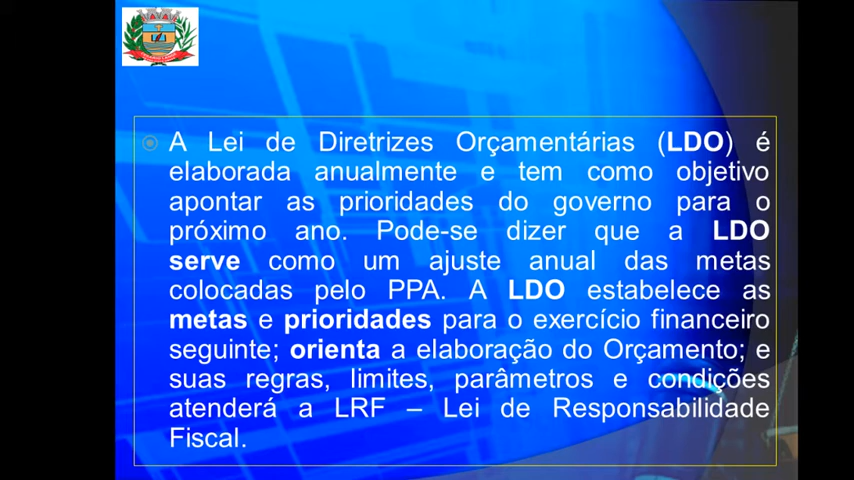 A Lei de Diretrizes Orçamentárias (LDO) é
elaborada anualmente e tem como objetivo
apontar as prioridades do governo para o
próximo ano. Pode-se dizer que a LDO
serve como um ajuste anual das metas
colocadas pelo PPA. A LDO estabelece as
metas e prioridades para o exercício financeiro
seguinte; orienta a elaboração do Orçamento; e
suas regras, limites, parâmetros e condições
atenderá a LRF – Lei de Responsabilidade
Fiscal.